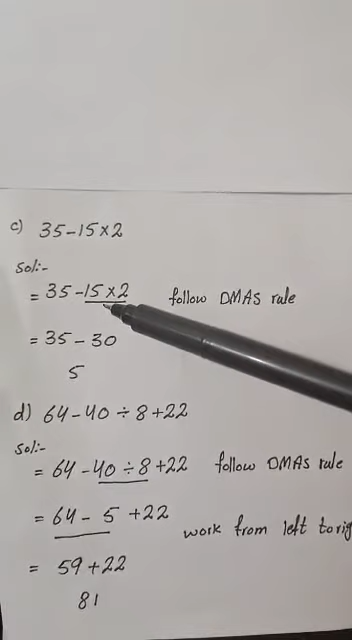 c) 35-15×2
Sol:-
= 35-15×2 follow DMAS rule
= 35 - 30
5
d) 64-40÷8+22
Sol:-
= 64-40÷8+22 follow DMAS rule
= 64- 5 +22 work from left to rig
= 59+22
81